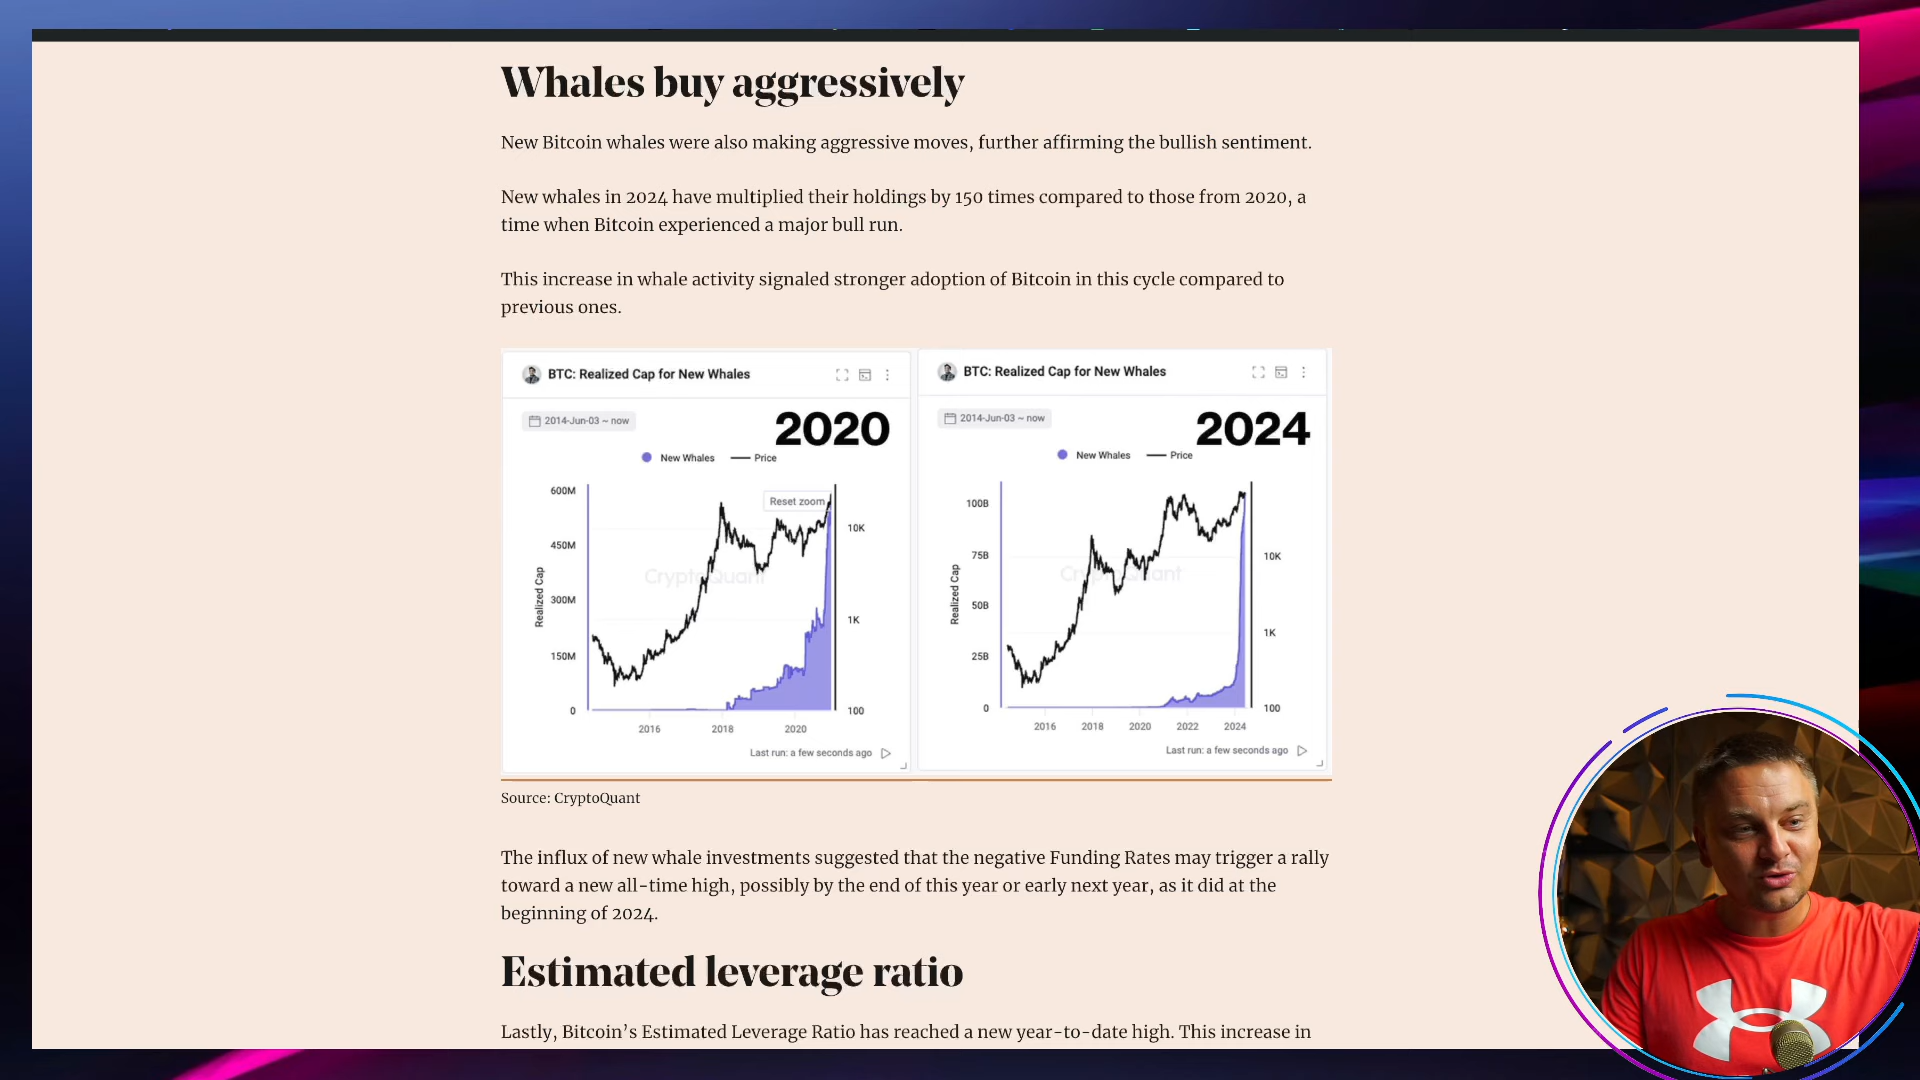 Whales buy aggressively
New Bitcoin whales were also making aggressive moves, further affirming the bullish sentiment.
New whales in 2024 have multiplied their holdings by 150 times compared to those from 2020, a
time when Bitcoin experienced a major bull run.
This increase in whale activity signaled stronger adoption of Bitcoin in this cycle compared to
previous ones.
BTC: Realized Cap for New Whales
2014-Jun-03 ~ now
2020
New Whales
Price
Reset zoom
600M
450M
300M
150M
0
Realized Cap
10K
1K
100
CryptoQuant
2016
2018
2020
Last run: a few seconds ago
BTC: Realized Cap for New Whales
2014-Jun-03 ~ now
2024
New Whales
Price
100B
75B
50B
25B
0
Realized Cap
10K
1K
100
CryptoQuant
2016
2018
2020
2022
2024
Last run: a few seconds ago
Source: CryptoQuant
The influx of new whale investments suggested that the negative Funding Rates may trigger a rally
toward a new all-time high, possibly by the end of this year or early next year, as it did at the
beginning of 2024.
Estimated leverage ratio
Lastly, Bitcoin’s Estimated Leverage Ratio has reached a new year-to-date high. This increase in